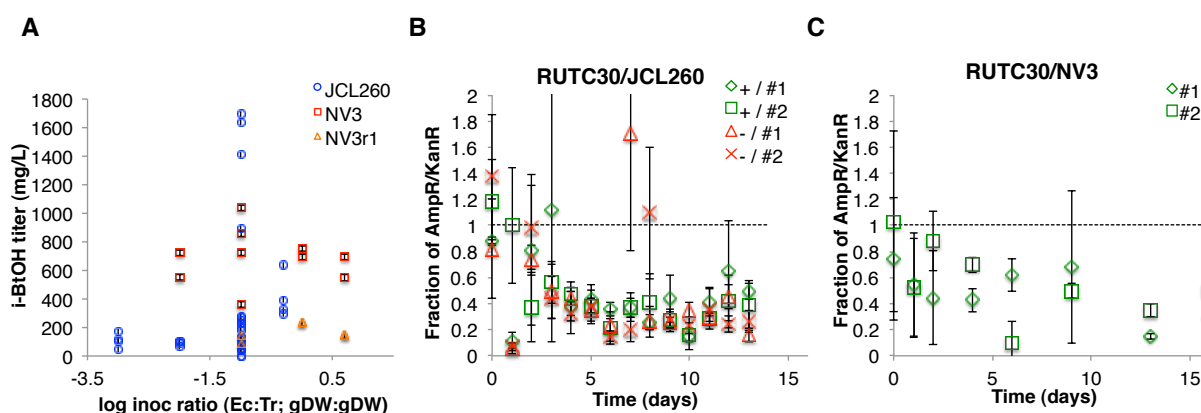 A
i-BtOH titer (mg/L)
1800
1600
1400
1200
1000
800
600
400
200
0
-3.5
-1.5
0.5
log inoc ratio (Ec:Tr; gDW:gDW)
JCL260
NV3
NV3r1
B
RUTC30/JCL260
Fraction of AmpR/KanR
2
1.8
1.6
1.4
1.2
1
0.8
0.6
0.4
0.2
0
0
5
10
15
Time (days)
+ / #1
+ / #2
- / #1
- / #2
C
RUTC30/NV3
Fraction of AmpR/KanR
2
1.8
1.6
1.4
1.2
1
0.8
0.6
0.4
0.2
0
0
5
10
15
Time (days)
#1
#2